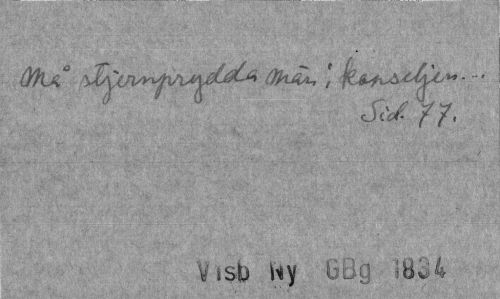 Må stjernprydda män i konseljen...
Sid. 77.
Visb Ny GBg 1834